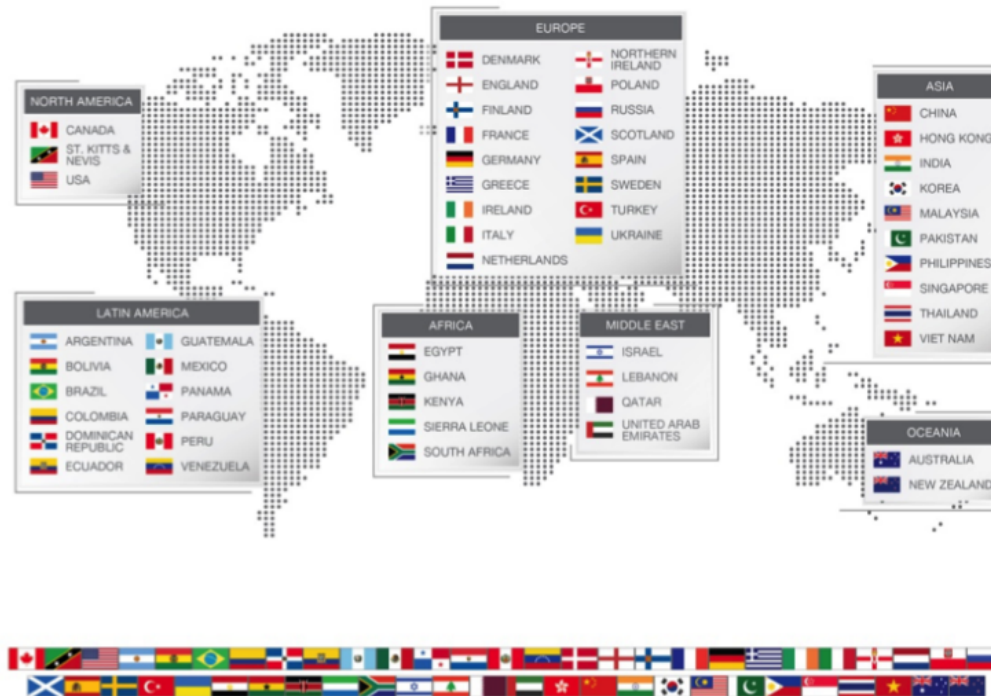 EUROPE
DENMARK
ENGLAND
FINLAND
FRANCE
GERMANY
GREECE
IRELAND
ITALY
NETHERLANDS
NORTHERN
IRELAND
POLAND
RUSSIA
SCOTLAND
SPAIN
SWEDEN
TURKEY
UKRAINE
NORTH AMERICA
CANADA
ST. KITTS &
NEVIS
USA
ASIA
CHINA
HONG KONG
INDIA
KOREA
MALAYSIA
PAKISTAN
PHILIPPINES
SINGAPORE
THAILAND
VIET NAM
LATIN AMERICA
ARGENTINA
BOLIVIA
BRAZIL
COLOMBIA
DOMINICAN
REPUBLIC
ECUADOR
GUATEMALA
MEXICO
PANAMA
PARAGUAY
PERU
VENEZUELA
AFRICA
EGYPT
GHANA
KENYA
SIERRA LEONE
SOUTH AFRICA
MIDDLE EAST
ISRAEL
LEBANON
QATAR
UNITED ARAB
EMIRATES
OCEANIA
AUSTRALIA
NEW ZEALAND